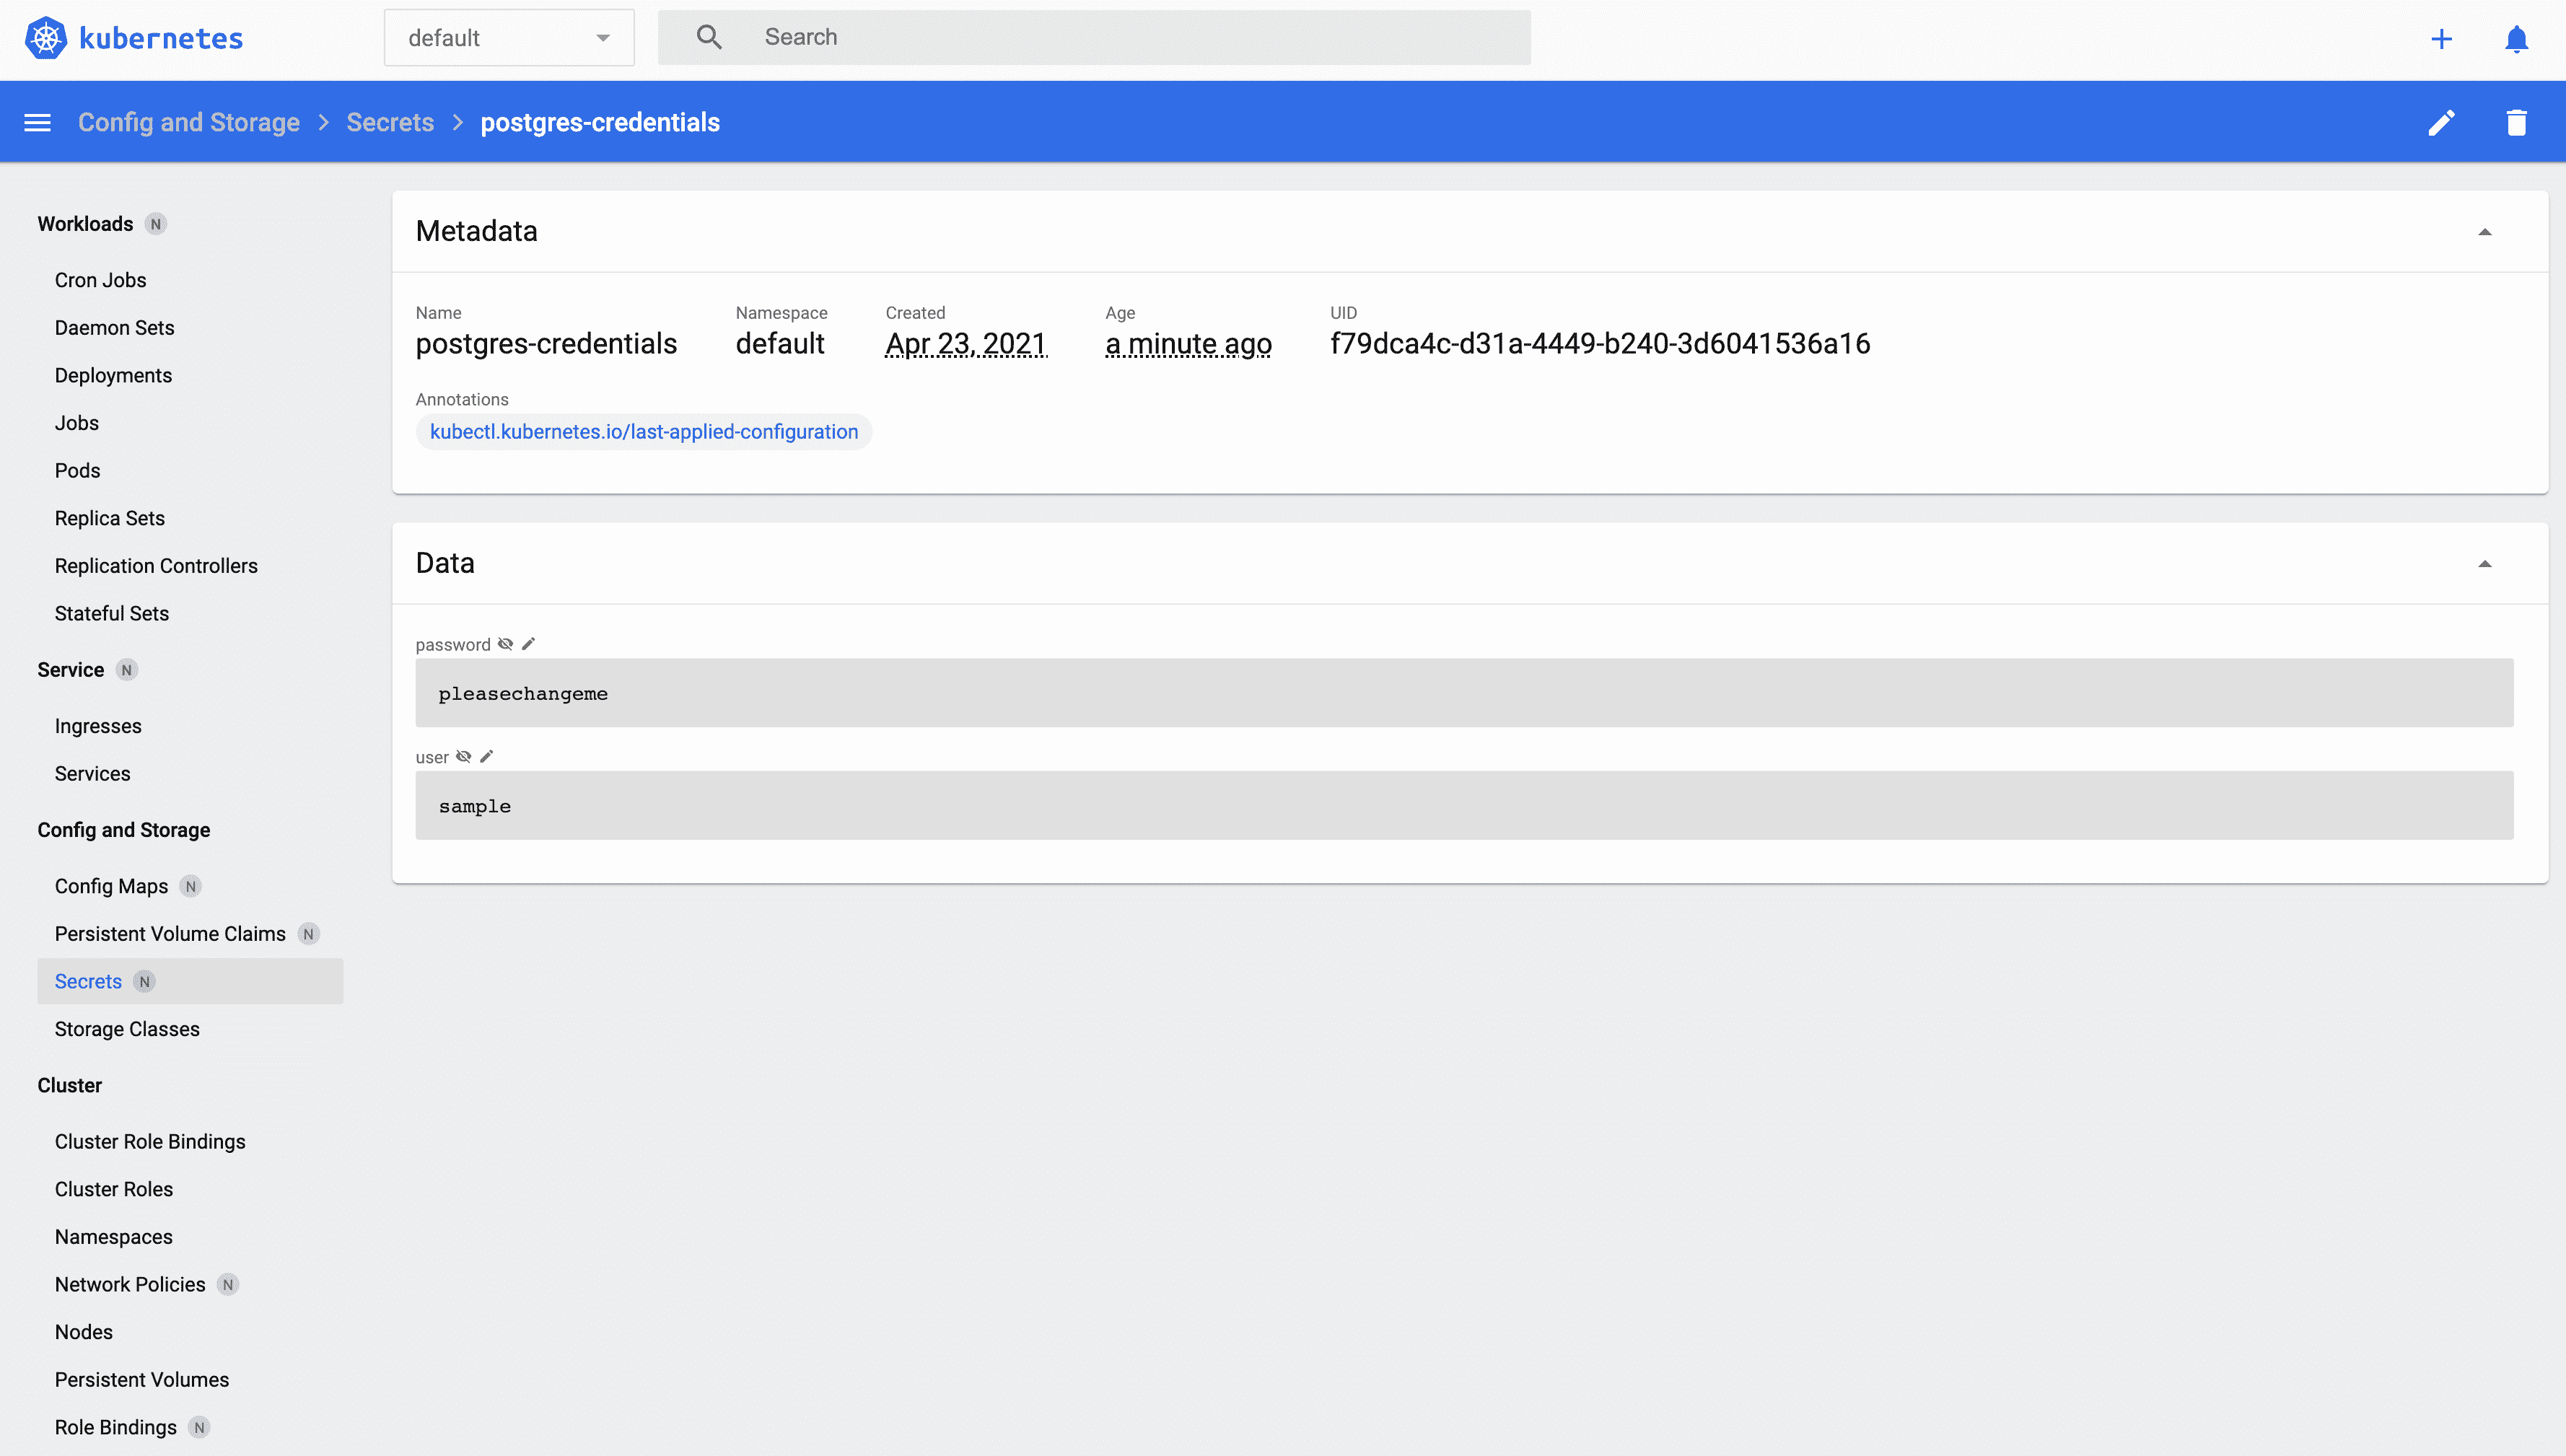 kubernetes
default
Search
Config and Storage > Secrets > postgres-credentials
Workloads N
Cron Jobs
Daemon Sets
Deployments
Jobs
Pods
Replica Sets
Replication Controllers
Stateful Sets
Service N
Ingresses
Services
Config and Storage
Config Maps N
Persistent Volume Claims N
Secrets N
Storage Classes
Cluster
Cluster Role Bindings
Cluster Roles
Namespaces
Network Policies N
Nodes
Persistent Volumes
Role Bindings N
Metadata
Name Namespace Created Age UID
postgres-credentials default Apr 23, 2021 a minute ago f79dca4c-d31a-4449-b240-3d6041536a16
Annotations
kubectl.kubernetes.io/last-applied-configuration
Data
password
pleasechangeme
user
sample